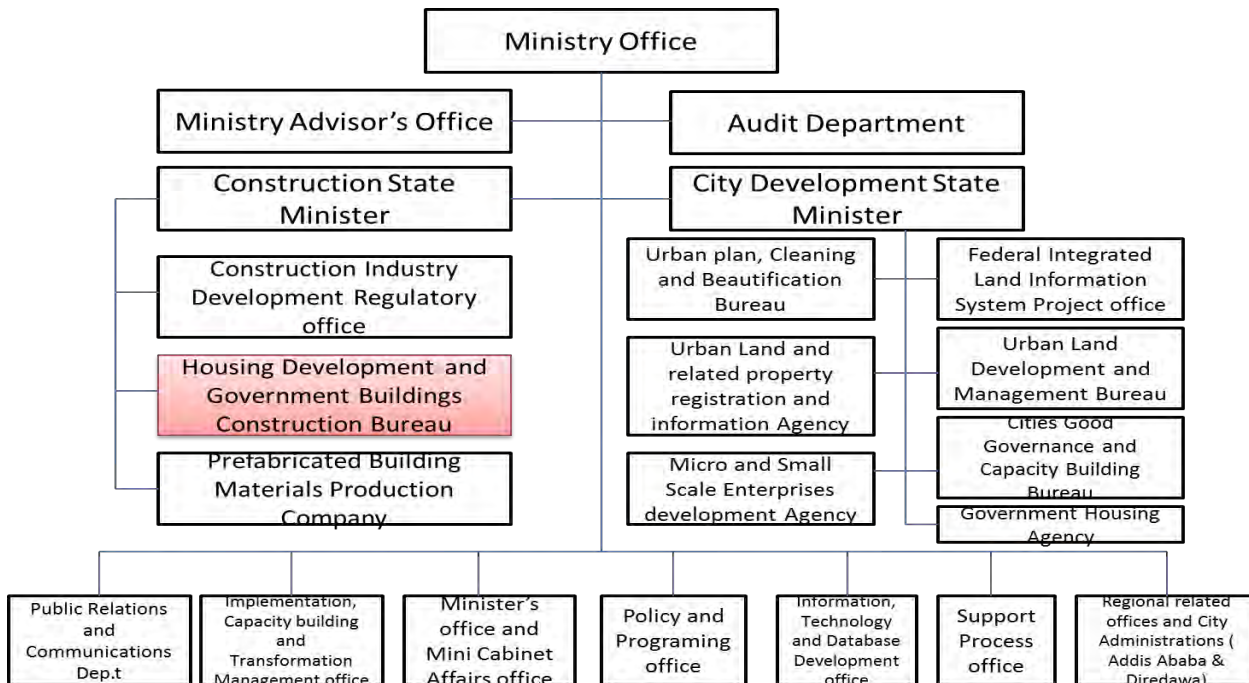 Ministry Office
Ministry Advisor's Office
Audit Department
Construction State
Minister
City Development State
Minister
Construction Industry
Development Regulatory
office
Housing Development and
Government Buildings
Construction Bureau
Prefabricated Building
Materials Production
Company
Urban plan, Cleaning
and Beautification
Bureau
Federal Integrated
Land Information
System Project office
Urban Land and
related property
registration and
information Agency
Urban Land
Development and
Management Bureau
Micro and Small
Scale Enterprises
development Agency
Cities Good
Governance and
Capacity Building
Bureau
Government Housing
Agency
Public Relations
and
Communications
Dep.t
Implementation,
Capacity building
and
Transformation
Management office
Minister's
office and
Mini Cabinet
Affairs office
Policy and
Programing
office
Information,
Technology
and Database
Development
office
Support
Process
office
Regional related
offices and City
Administrations (
Addis Ababa &
Diredawa)